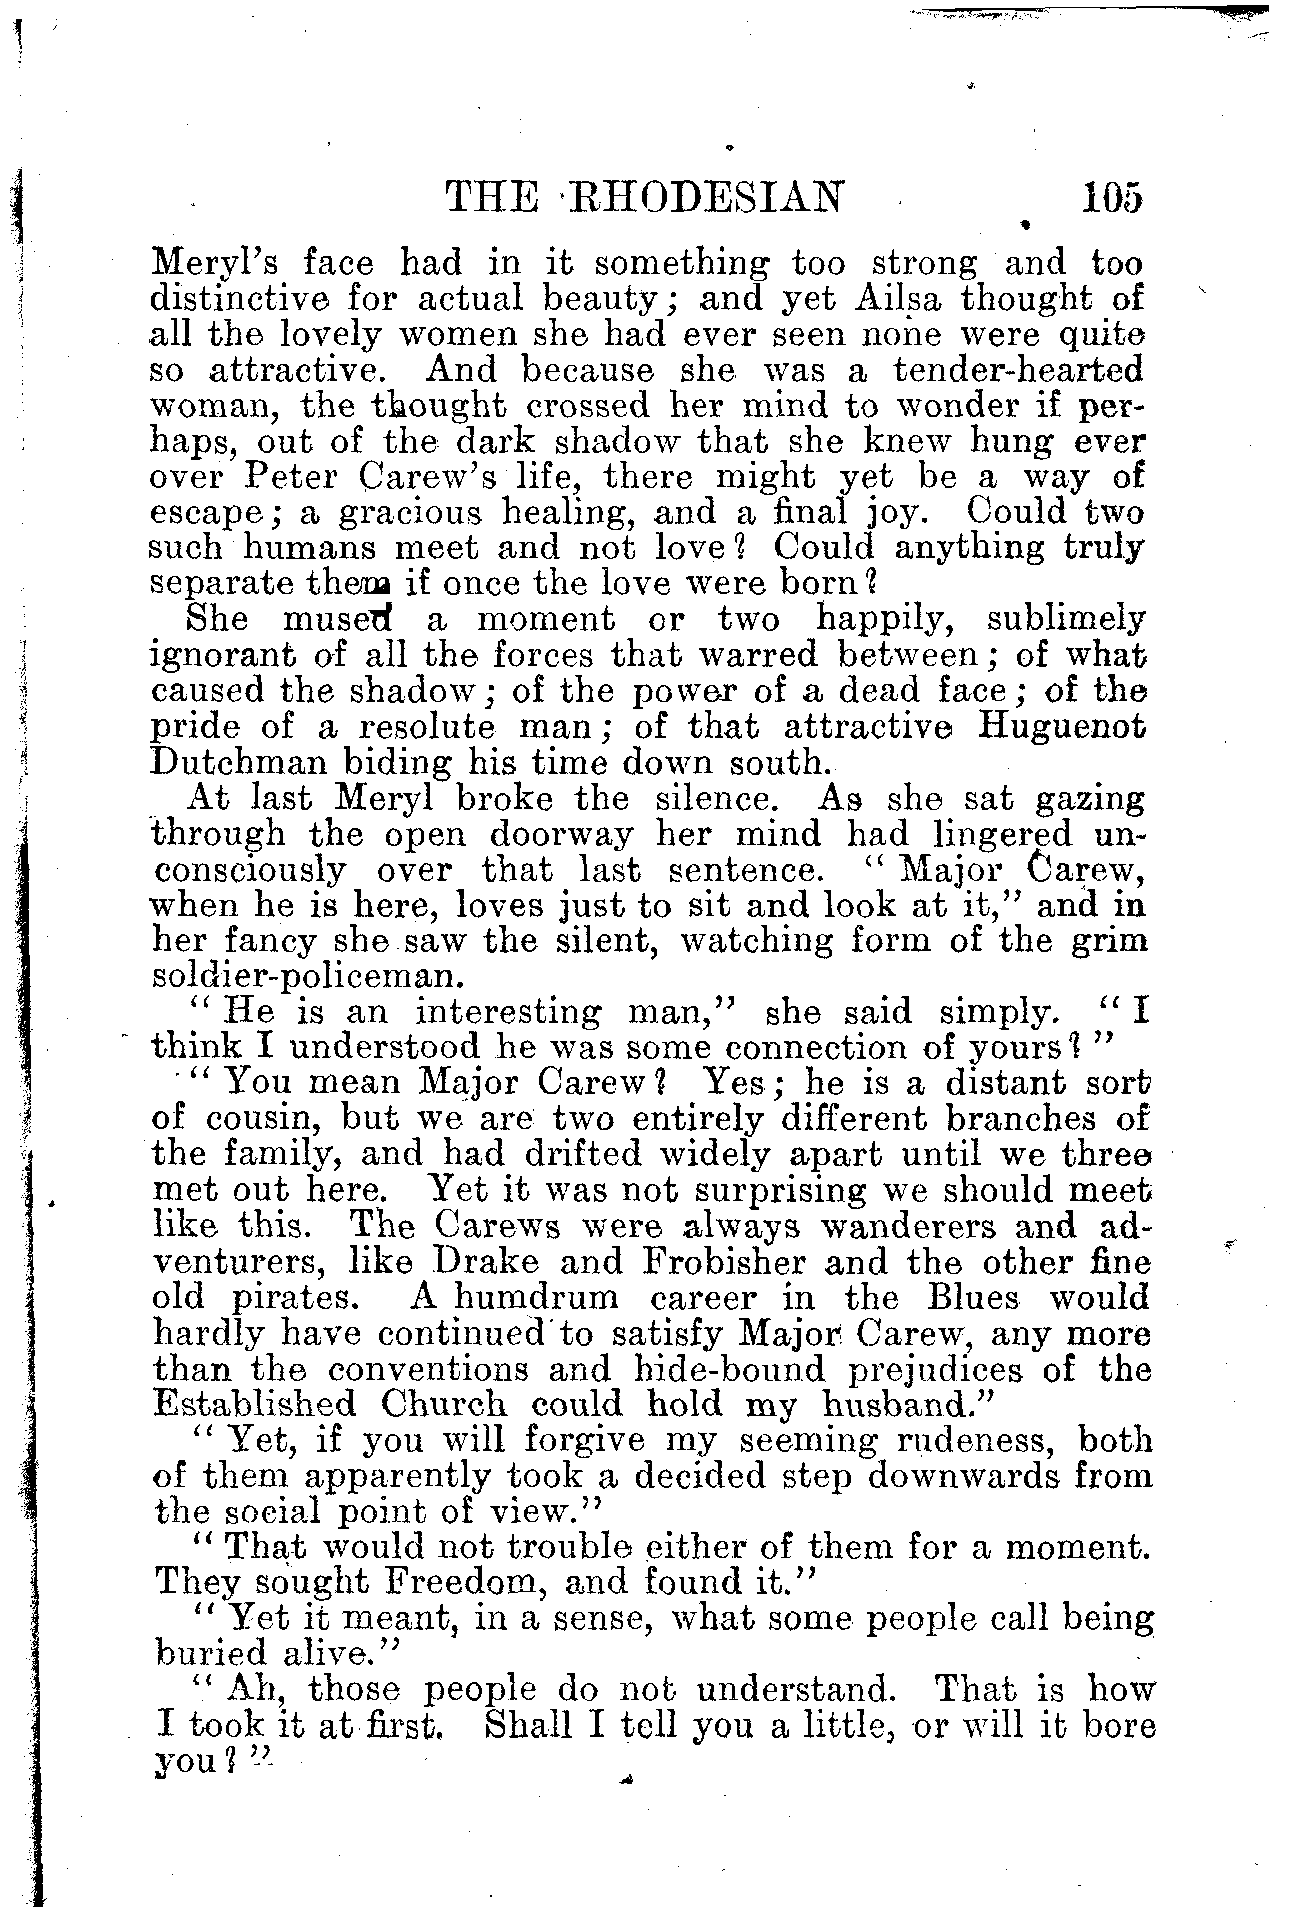 THE RHODESIAN 105
Meryl's face had in it something too strong and too
distinctive for actual beauty; and yet Ailsa thought of
all the lovely women she had ever seen none were quite
so attractive. And because she was a tender-hearted
woman, the thought crossed her mind to wonder if per-
haps, out of the dark shadow that she knew hung ever
over Peter Carew's life, there might yet be a way of
escape; a gracious healing, and a final joy. Could two
such humans meet and not love? Could anything truly
separate them if once the love were born?
She mused a moment or two happily, sublimely
ignorant of all the forces that warred between; of what
caused the shadow; of the power of a dead face; of the
pride of a resolute man; of that attractive Huguenot
Dutchman biding his time down south.
At last Meryl broke the silence. As she sat gazing
through the open doorway her mind had lingered un-
consciously over that last sentence. "Major Carew,
when he is here, loves just to sit and look at it," and in
her fancy she saw the silent, watching form of the grim
soldier-policeman.
"He is an interesting man," she said simply. "I
think I understood he was some connection of yours?"
"You mean Major Carew? Yes; he is a distant sort
of cousin, but we are two entirely different branches of
the family, and had drifted widely apart until we three
met out here. Yet it was not surprising we should meet
like this. The Carews were always wanderers and ad-
venturers, like Drake and Frobisher and the other fine
old pirates. A humdrum career in the Blues would
hardly have continued to satisfy Major Carew, any more
than the conventions and hide-bound prejudices of the
Established Church could hold my husband."
"Yet, if you will forgive my seeming rudeness, both
of them apparently took a decided step downwards from
the social point of view."
"That would not trouble either of them for a moment.
They sought Freedom, and found it."
"Yet it meant, in a sense, what some people call being
buried alive."
"Ah, those people do not understand. That is how
I took it at first. Shall I tell you a little, or will it bore
you?"